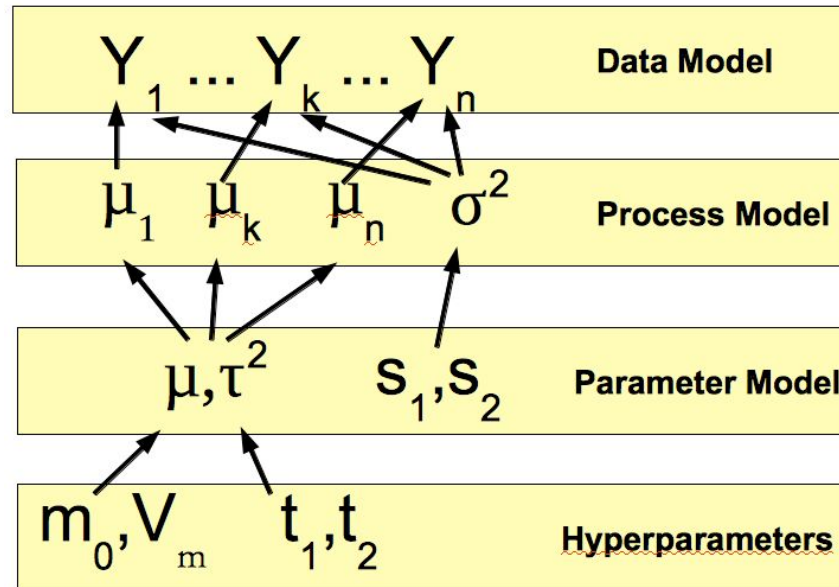 Y₁ ... Yₖ ... Yₙ Data Model
μ₁ μₖ μₙ σ² Process Model
μ,τ² S₁,S₂ Parameter Model
m₀,Vₘ t₁,t₂ Hyperparameters